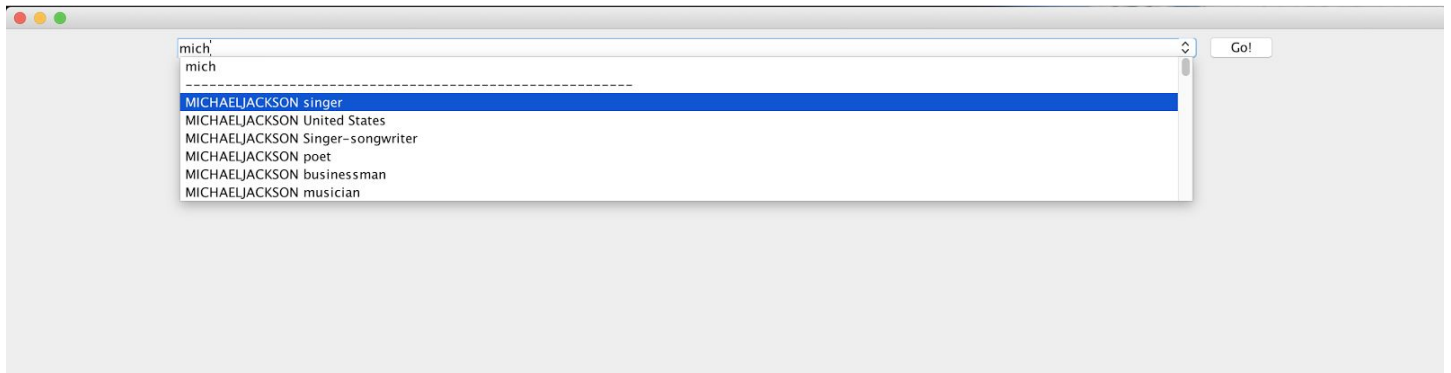 mich
Go!
mich
-------------------------------------------------------
MICHAELJACKSON singer
MICHAELJACKSON United States
MICHAELJACKSON Singer-songwriter
MICHAELJACKSON poet
MICHAELJACKSON businessman
MICHAELJACKSON musician